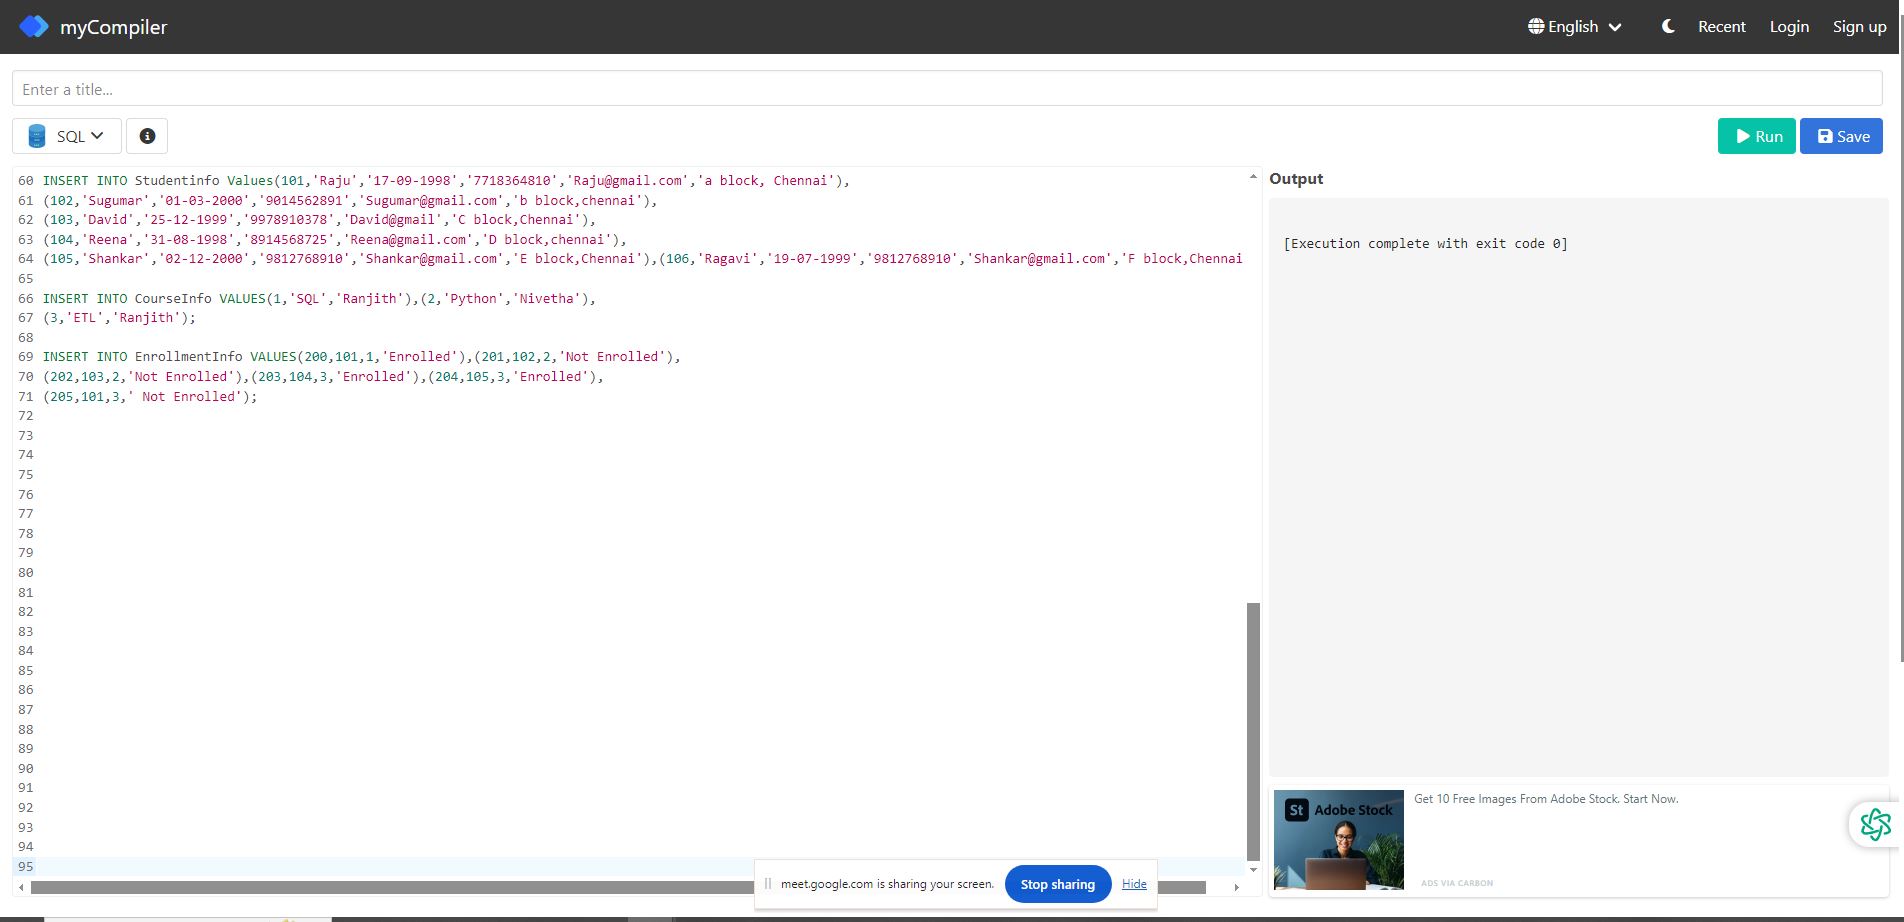 myCompiler
English
Recent
Login
Sign up
Enter a title...
SQL
Run
Save
60 INSERT INTO Studentinfo Values(101,'Raju','17-09-1998','7718364810','Raju@gmail.com','a block, Chennai'),
61 (102,'Sugumar','01-03-2000','9014562891','Sugumar@gmail.com','b block,chennai'),
62 (103,'David','25-12-1999','9978910378','David@gmail','C block,Chennai'),
63 (104,'Reena','31-08-1998','8914568725','Reena@gmail.com','D block,chennai'),
64 (105,'Shankar','02-12-2000','9812768910','Shankar@gmail.com','E block,Chennai'),(106,'Ragavi','19-07-1999','9812768910','Shankar@gmail.com','F block,Chennai
65
66 INSERT INTO CourseInfo VALUES(1,'SQL','Ranjith'),(2,'Python','Nivetha'),
67 (3,'ETL','Ranjith');
68
69 INSERT INTO EnrollmentInfo VALUES(200,101,1,'Enrolled'),(201,102,2,'Not Enrolled'),
70 (202,103,2,'Not Enrolled'),(203,104,3,'Enrolled'),(204,105,3,'Enrolled'),
71 (205,101,3,' Not Enrolled');
72
73
74
75
76
77
78
79
80
81
82
83
84
85
86
87
88
89
90
91
92
93
94
95
Output
[Execution complete with exit code 0]
St Adobe Stock
Get 10 Free Images From Adobe Stock. Start Now.
ADS VIA CARBON
meet.google.com is sharing your screen.
Stop sharing
Hide